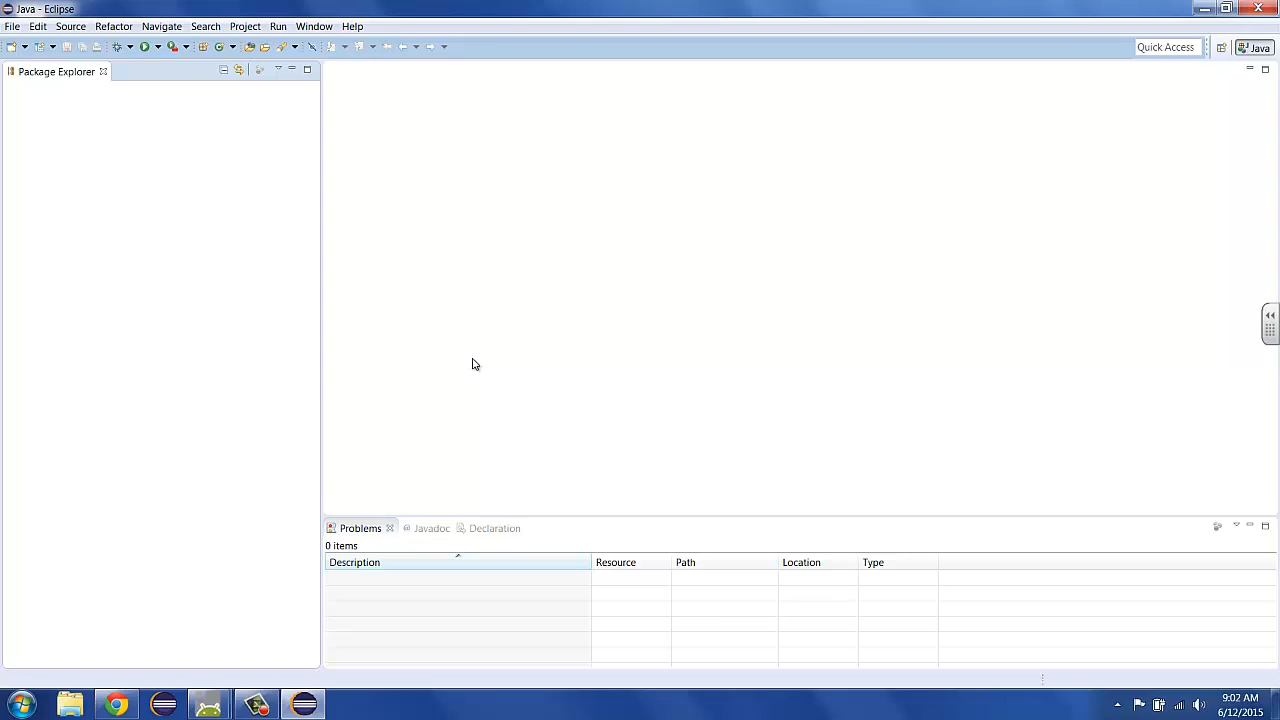 Java - Eclipse
File Edit Source Refactor Navigate Search Project Run Window Help
Quick Access Java
Package Explorer
Problems Javadoc Declaration
0 items
Description Resource Path Location Type
9:02 AM
6/12/2015